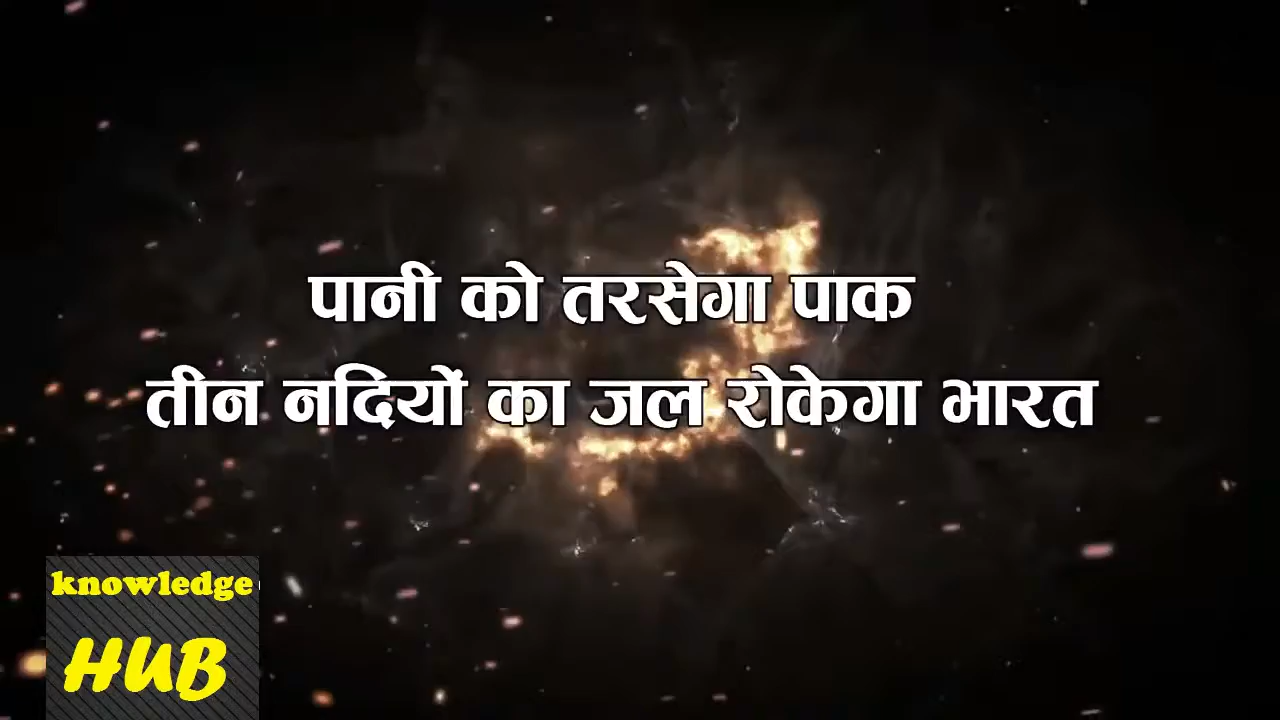 पानी को तरसेगा पाक
तीन नदियों का जल रोकेगा भारत
knowledge
HUB